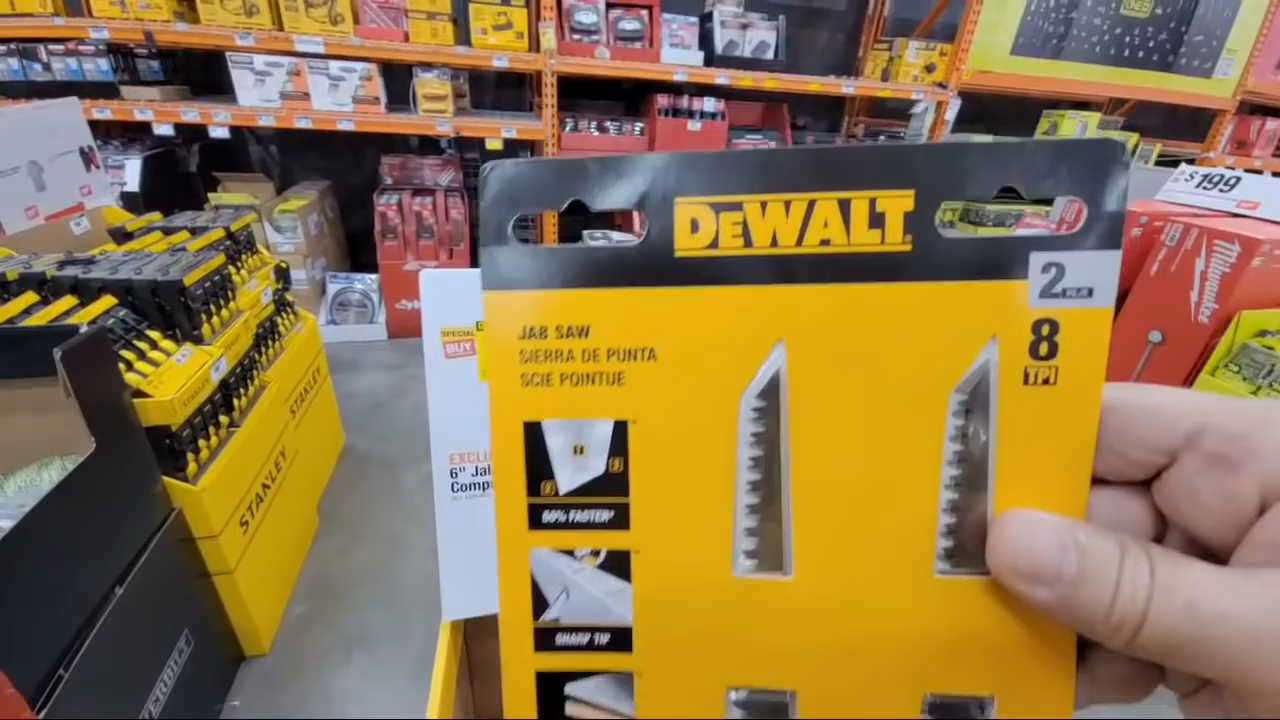 DEWALT
2
8
TPI
JAB SAW
SIERRA DE PUNTA
SCIE POINTUE
50% FASTER*
SHARP TIP
SPECIAL
BUY
6" Ja
Comp
$199
Milwaukee
STANLEY
STANLEY
STANLEY